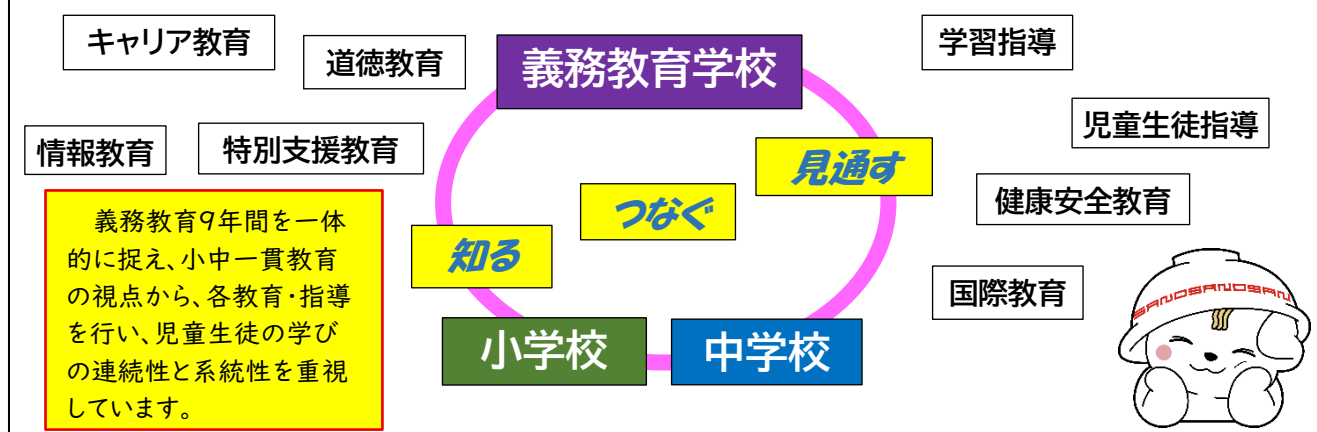 キャリア教育
道徳教育
義務教育学校
学習指導
児童生徒指導
情報教育
特別支援教育
見通す
つなぐ
知る
健康安全教育
国際教育
義務教育9年間を一体
的に捉え、小中一貫教育
の視点から、各教育・指導
を行い、児童生徒の学び
の連続性と系統性を重視
しています。
小学校
中学校
SANOSANOSAN